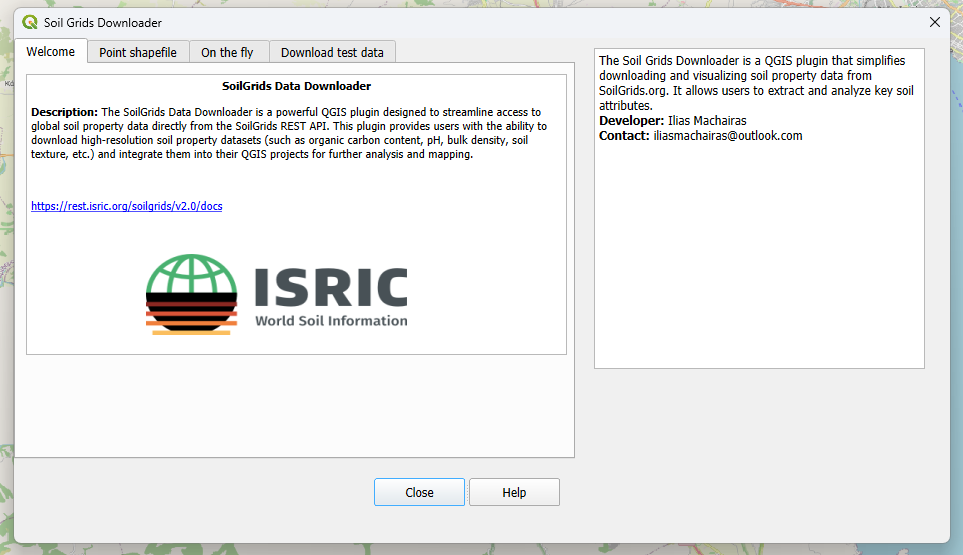 Soil Grids Downloader
Welcome
Point shapefile
On the fly
Download test data
SoilGrids Data Downloader
Description: The SoilGrids Data Downloader is a powerful QGIS plugin designed to streamline access to
global soil property data directly from the SoilGrids REST API. This plugin provides users with the ability to
download high-resolution soil property datasets (such as organic carbon content, pH, bulk density, soil
texture, etc.) and integrate them into their QGIS projects for further analysis and mapping.
https://rest.isric.org/soilgrids/v2.0/docs
ISRIC
World Soil Information
The Soil Grids Downloader is a QGIS plugin that simplifies
downloading and visualizing soil property data from
SoilGrids.org. It allows users to extract and analyze key soil
attributes.
Developer: Ilias Machairas
Contact: iliasmachairas@outlook.com
Close
Help